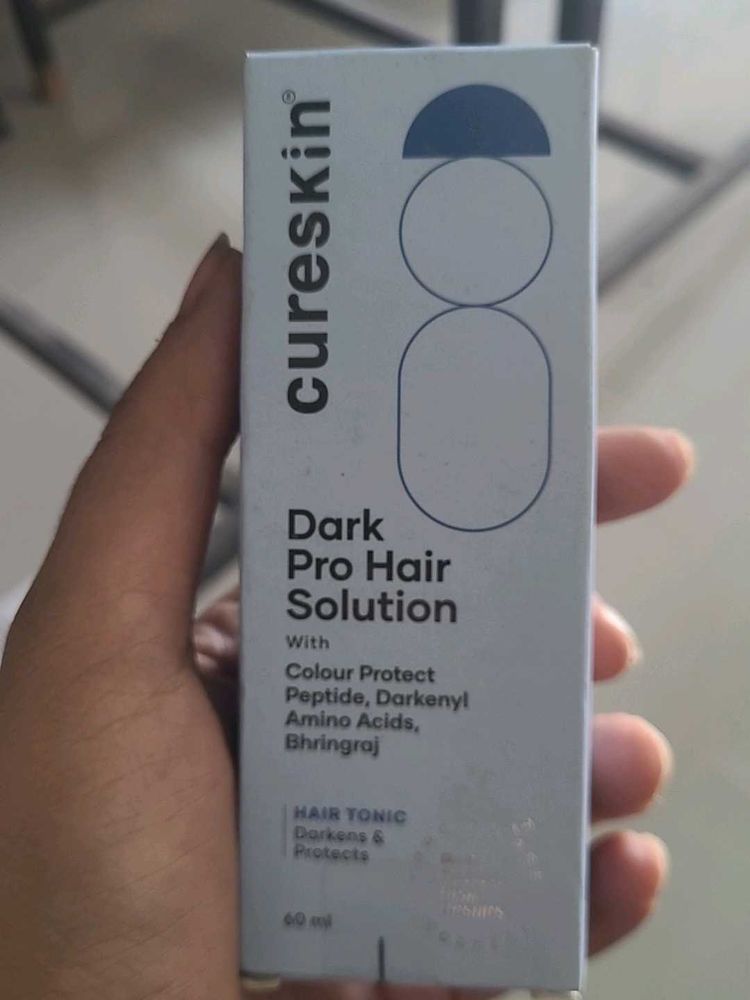 cureskin®
Dark
Pro Hair
Solution
With
Colour Protect
Peptide, Darkenyl
Amino Acids,
Bhringraj
HAIR TONIC
Darkens &
Protects
60 ml